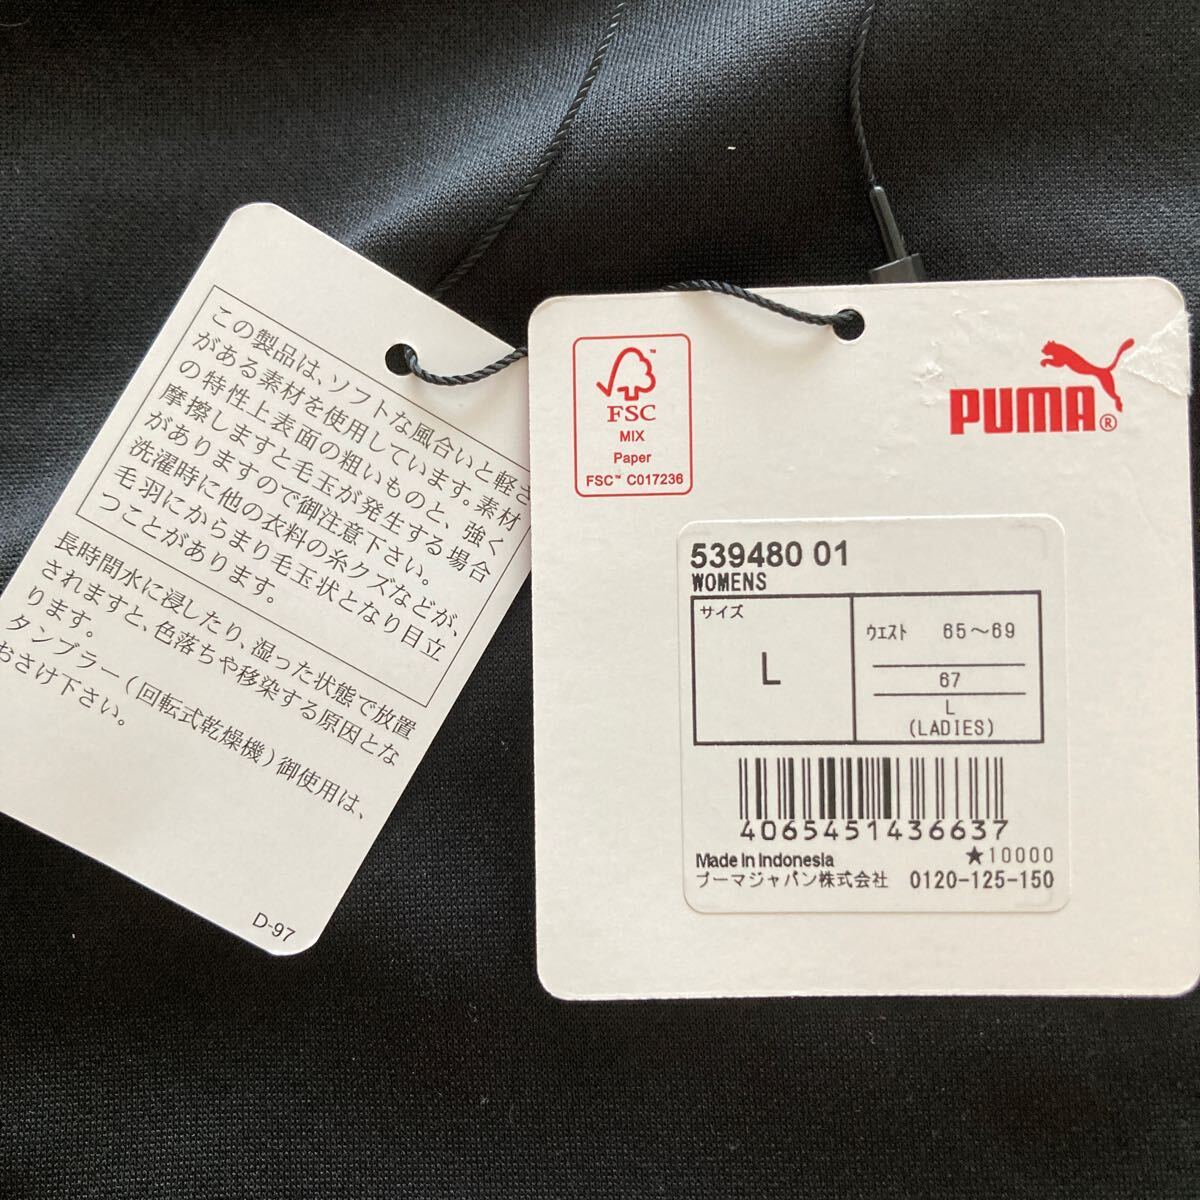 この製品は、ソフトな風合いと軽さ
がある素材を使用しています。素材
の特性上表面の粗いものと、強く
摩擦しますと毛玉が発生する場合
がありますので御注意下さい。
洗濯時に他の衣料の糸クズなどが、
毛羽にからまり毛玉状となり目立
つことがあります。
長時間水に浸したり、湿った状態で放置
されますと、色落ちや移染する原因とな
ります。
タンブラー(回転式乾燥機)御使用は、
おさけ下さい。
D-97
FSC™
MIX
Paper
FSC™ C017236
PUMA®
539480 01
WOMENS
サイズ
L
ウエスト 65~69
67
L
(LADIES)
4065451436637
Made in Indonesia ★10000
プーマジャパン株式会社 0120-125-150